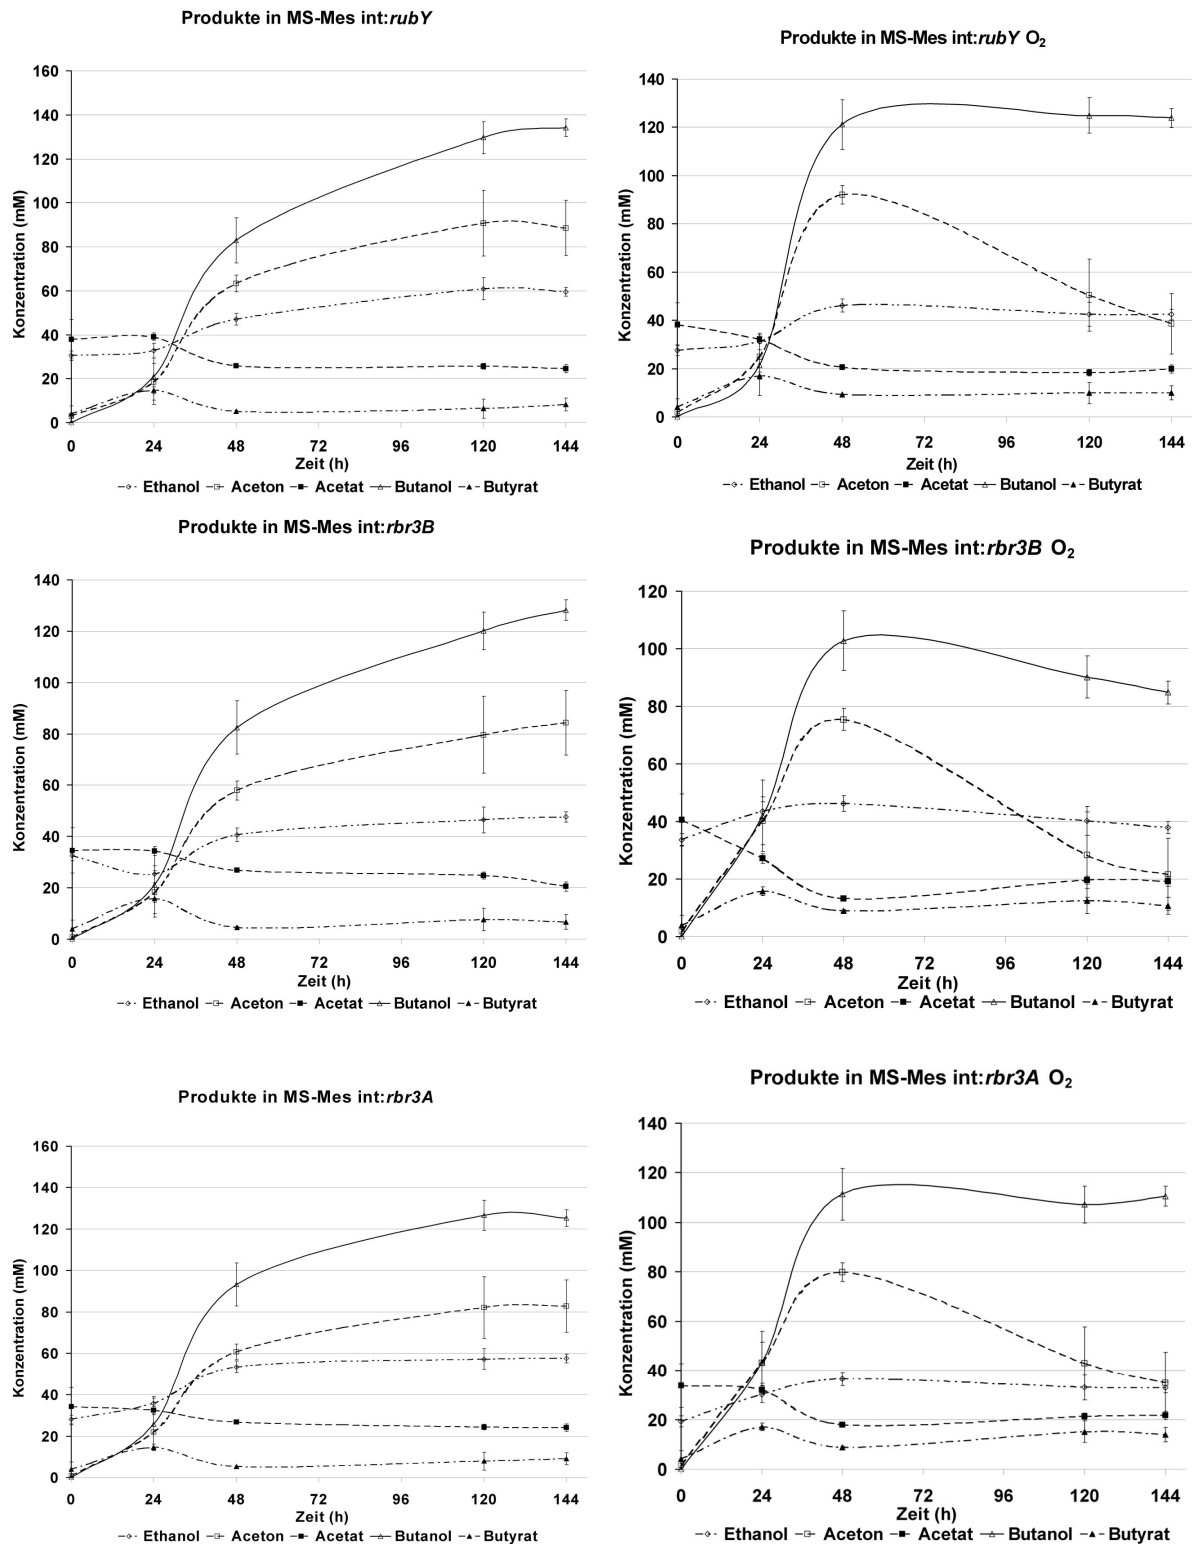 Produkte in MS-Mes int:rubY
160
140
120
100
80
60
40
20
0
Konzentration (mM)
0 24 48 72 96 120 144
Zeit (h)
Ethanol Aceton Acetat Butanol Butyrat
Produkte in MS-Mes int:rubY O₂
140
120
100
80
60
40
20
0
Konzentration (mM)
0 24 48 72 96 120 144
Zeit (h)
Ethanol Aceton Acetat Butanol Butyrat
Produkte in MS-Mes int:rbr3B
140
120
100
80
60
40
20
0
Konzentration (mM)
0 24 48 72 96 120 144
Zeit (h)
Ethanol Aceton Acetat Butanol Butyrat
Produkte in MS-Mes int:rbr3B O₂
120
100
80
60
40
20
0
Konzentration (mM)
0 24 48 72 96 120 144
Zeit (h)
Ethanol Aceton Acetat Butanol Butyrat
Produkte in MS-Mes int:rbr3A
160
140
120
100
80
60
40
20
0
Konzentration (mM)
0 24 48 72 96 120 144
Zeit (h)
Ethanol Aceton Acetat Butanol Butyrat
Produkte in MS-Mes int:rbr3A O₂
140
120
100
80
60
40
20
0
Konzentration (mM)
0 24 48 72 96 120 144
Zeit (h)
Ethanol Aceton Acetat Butanol Butyrat